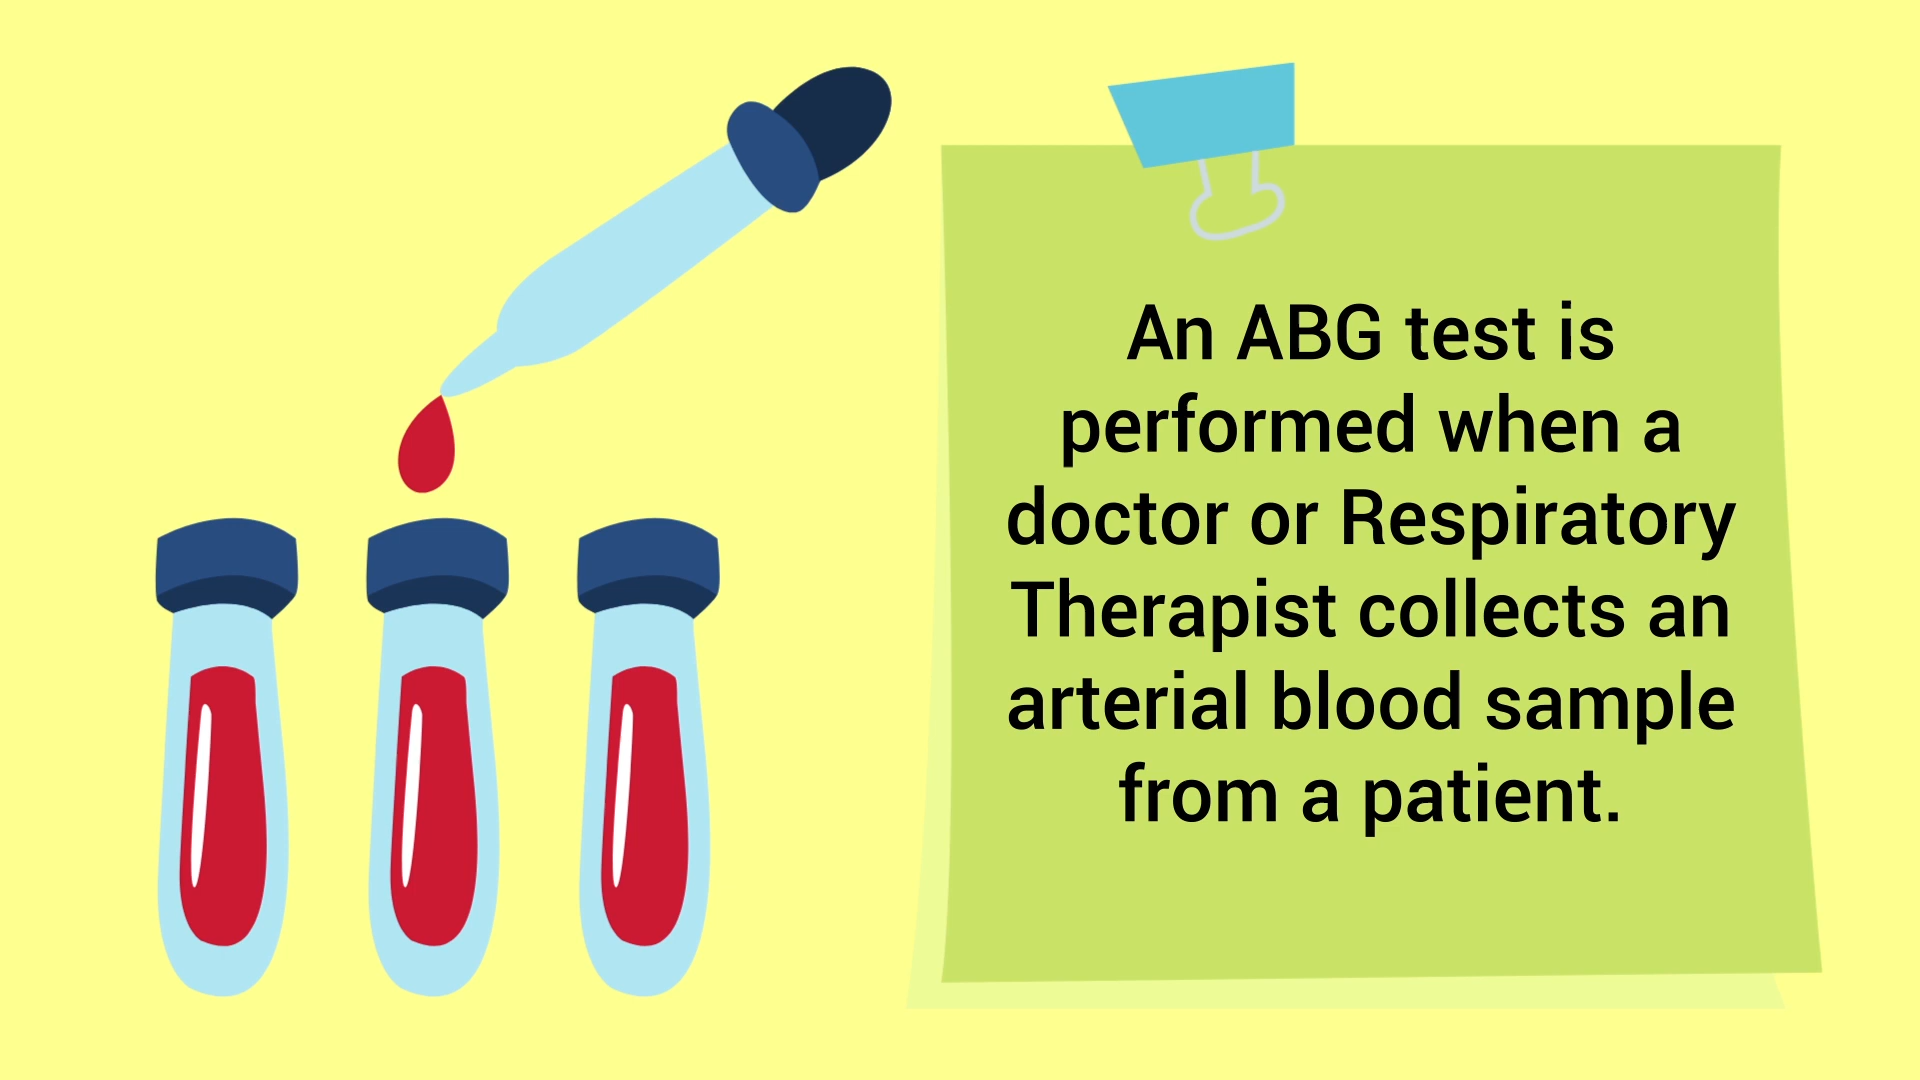 An ABG test is
performed when a
doctor or Respiratory
Therapist collects an
arterial blood sample
from a patient.